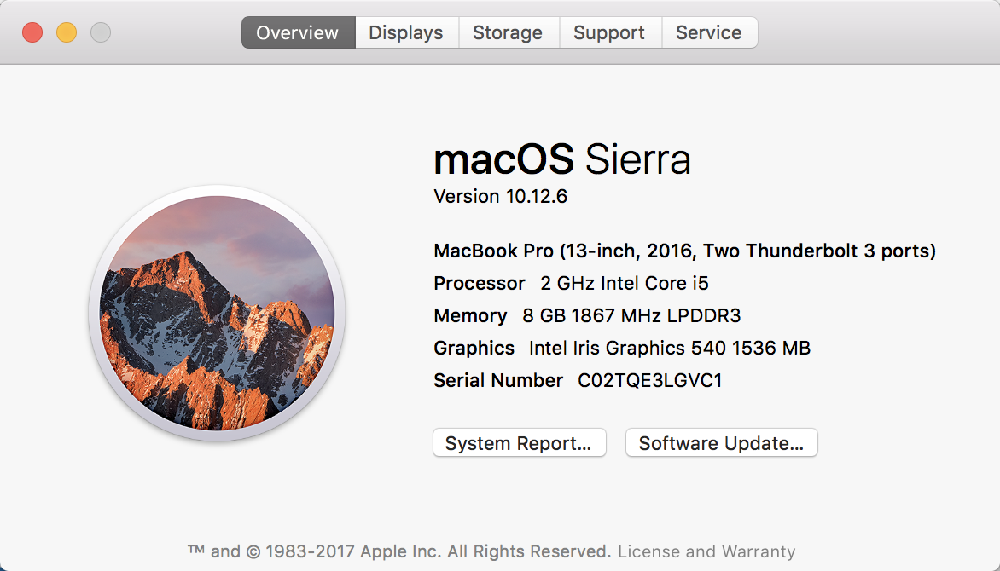 Overview Displays Storage Support Service
macOS Sierra
Version 10.12.6
MacBook Pro (13-inch, 2016, Two Thunderbolt 3 ports)
Processor 2 GHz Intel Core i5
Memory 8 GB 1867 MHz LPDDR3
Graphics Intel Iris Graphics 540 1536 MB
Serial Number C02TQE3LGVC1
System Report... Software Update...
™ and © 1983-2017 Apple Inc. All Rights Reserved. License and Warranty